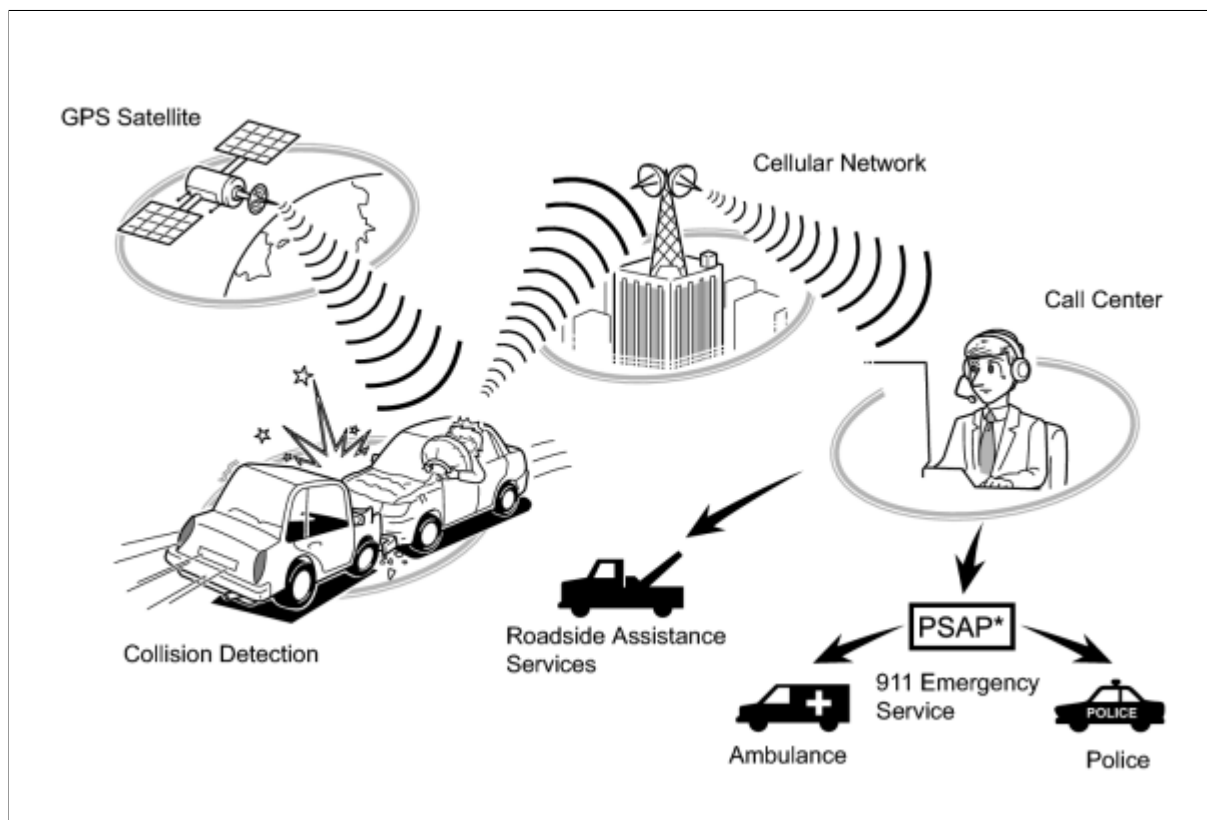 GPS Satellite
Cellular Network
Call Center
Collision Detection
Roadside Assistance
Services
PSAP*
911 Emergency
Service
Ambulance
POLICE
Police